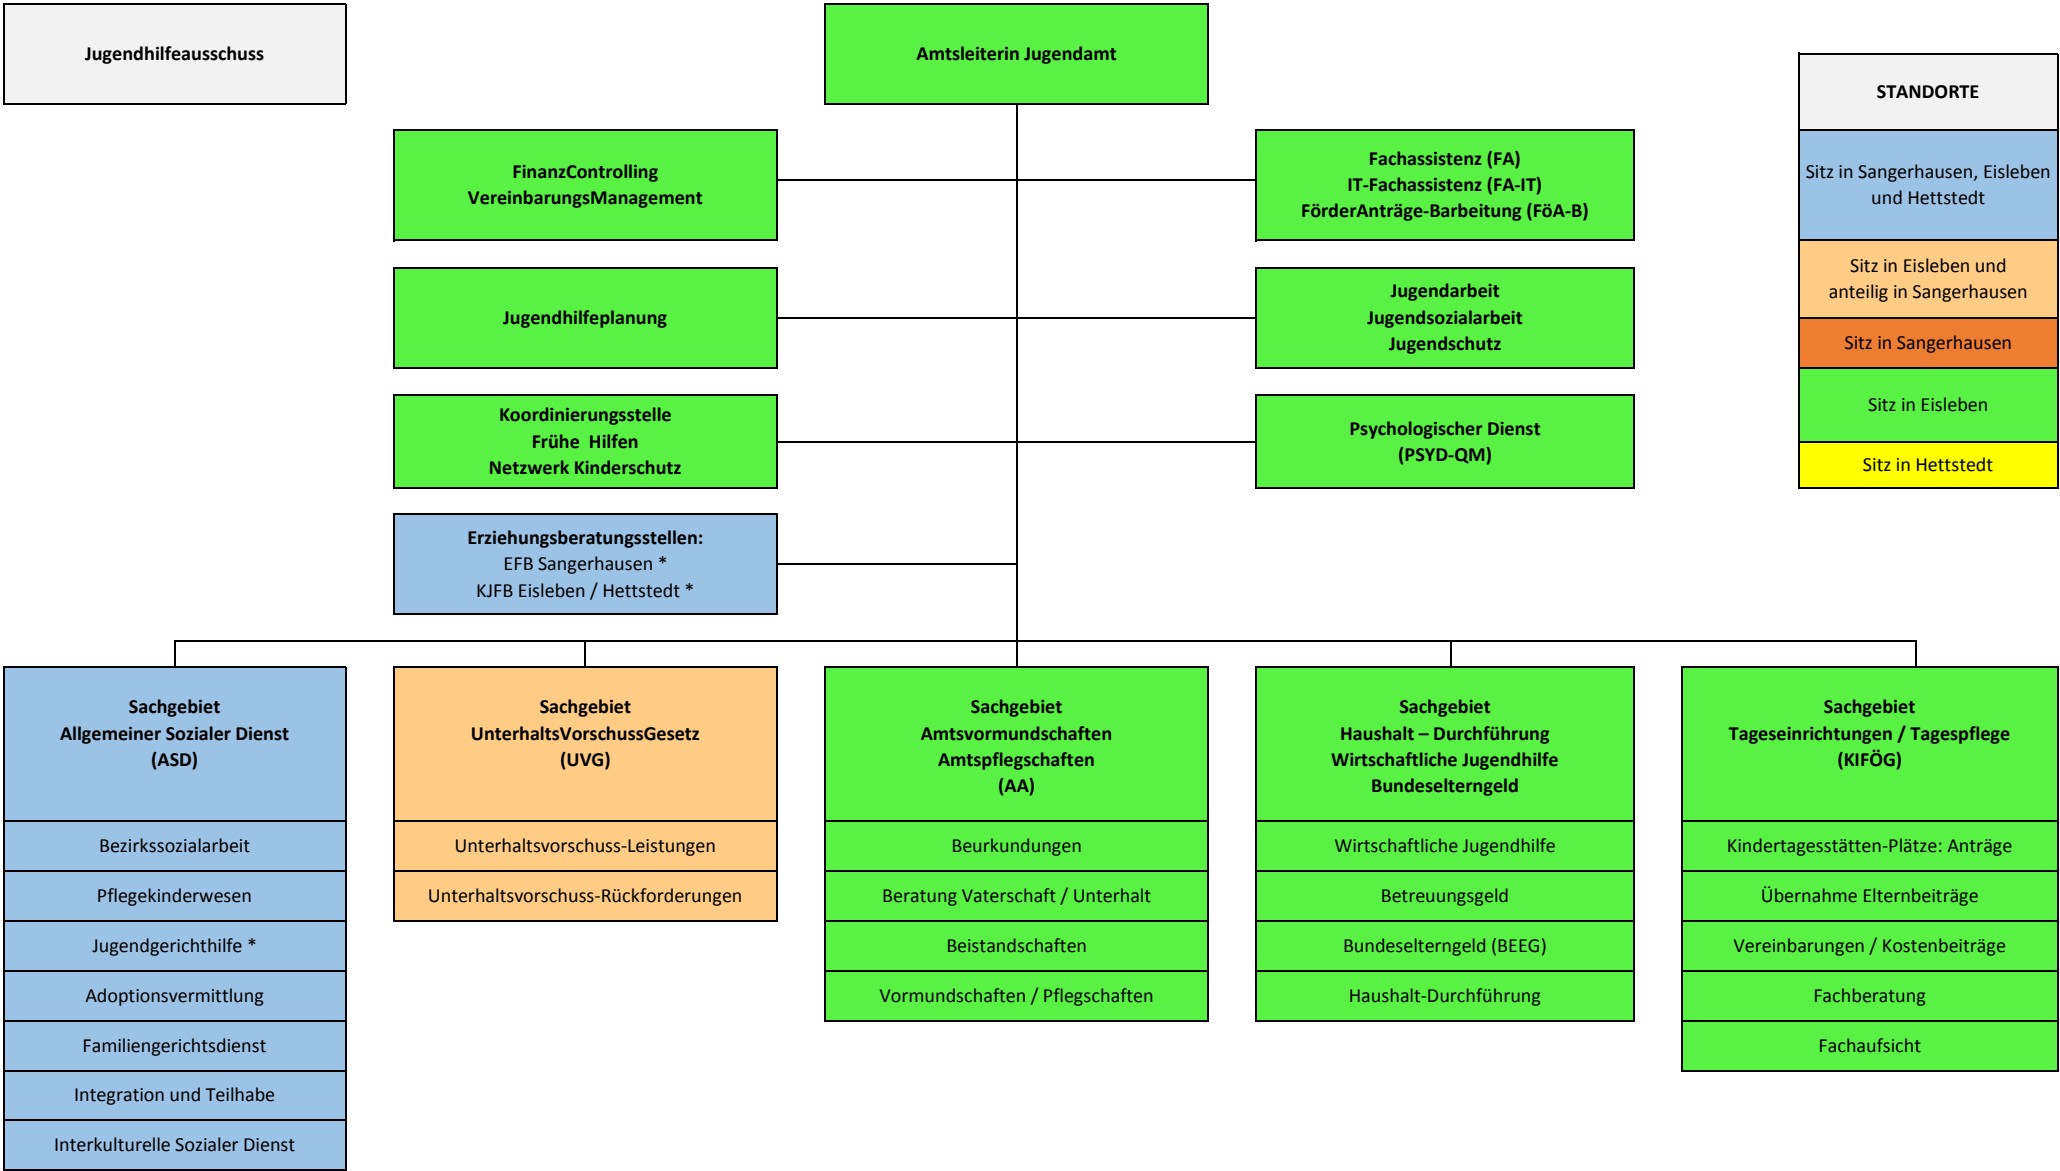 Jugendhilfeausschuss
Amtsleiterin Jugendamt
STANDORTE
Sitz in Sangerhausen, Eisleben
und Hettstedt
Sitz in Eisleben und
anteilig in Sangerhausen
Sitz in Sangerhausen
Sitz in Eisleben
Sitz in Hettstedt
FinanzControlling
VereinbarungsManagement
Fachassistenz (FA)
IT-Fachassistenz (FA-IT)
FörderAnträge-Barbeitung (FöA-B)
Jugendhilfeplanung
Jugendarbeit
Jugendsozialarbeit
Jugendschutz
Koordinierungsstelle
Frühe  Hilfen
Netzwerk Kinderschutz
Psychologischer Dienst
(PSYD-QM)
Erziehungsberatungsstellen:
EFB Sangerhausen *
KJFB Eisleben / Hettstedt *
Sachgebiet
Allgemeiner Sozialer Dienst
(ASD)
Bezirkssozialarbeit
Pflegekinderwesen
Jugendgerichthilfe *
Adoptionsvermittlung
Familiengerichtsdienst
Integration und Teilhabe
Interkulturelle Sozialer Dienst
Sachgebiet
UnterhaltsVorschussGesetz
(UVG)
Unterhaltsvorschuss-Leistungen
Unterhaltsvorschuss-Rückforderungen
Sachgebiet
Amtsvormundschaften
Amtspflegschaften
(AA)
Beurkundungen
Beratung Vaterschaft / Unterhalt
Beistandschaften
Vormundschaften / Pflegschaften
Sachgebiet
Haushalt – Durchführung
Wirtschaftliche Jugendhilfe
Bundeselterngeld
Wirtschaftliche Jugendhilfe
Betreuungsgeld
Bundeselterngeld (BEEG)
Haushalt-Durchführung
Sachgebiet
Tageseinrichtungen / Tagespflege
(KIFÖG)
Kindertagesstätten-Plätze: Anträge
Übernahme Elternbeiträge
Vereinbarungen / Kostenbeiträge
Fachberatung
Fachaufsicht